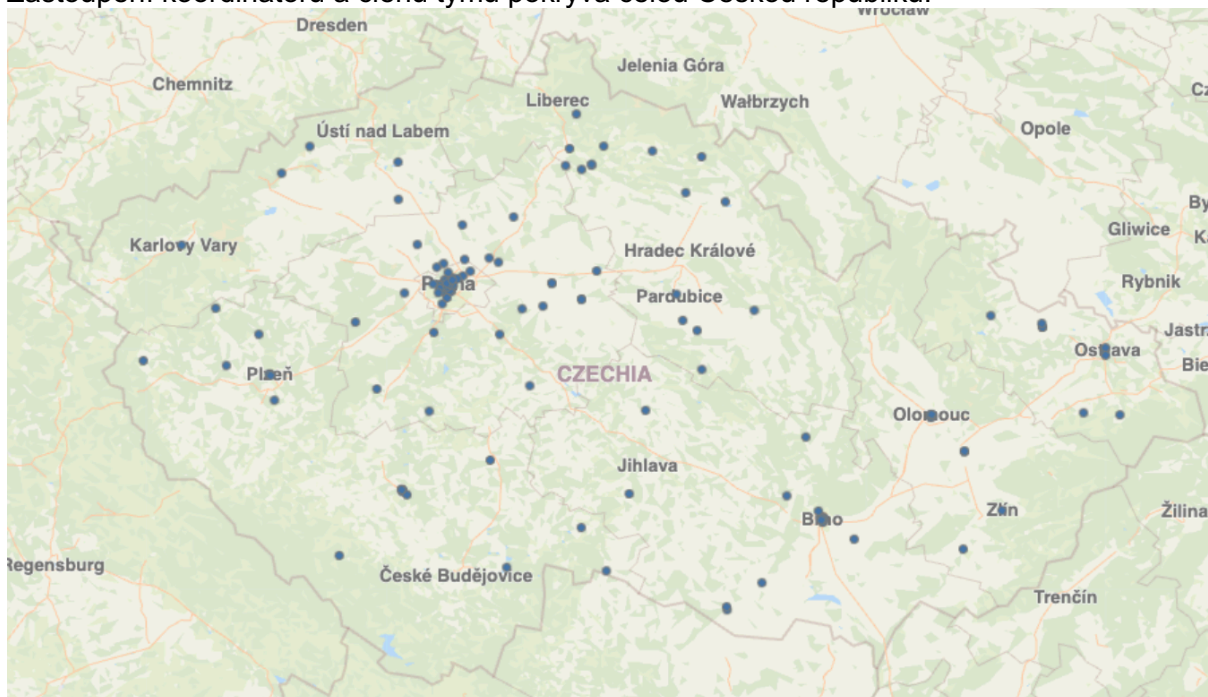 Zastoupení koordinátorů a členů týmu pokrývá celou Českou republiku.
Wrocław
Dresden
Jelenia Góra
Chemnitz
Liberec
Wałbrzych
Ústí nad Labem
Opole
Karlovy Vary
Hradec Králové
Gliwice
Praha
Rybnik
Pardubice
Ostrava
Plzeň
CZECHIA
Olomouc
Jihlava
Zlín
Žilina
Brno
Regensburg
České Budějovice
Trenčín